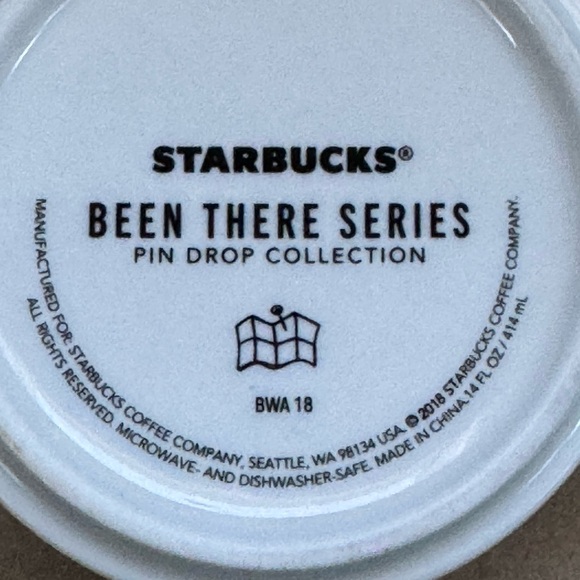 STARBUCKS®
BEEN THERE SERIES
PIN DROP COLLECTION
BWA 18
MANUFACTURED FOR: STARBUCKS COFFEE COMPANY, SEATTLE, WA 98134 USA. © 2018 STARBUCKS COFFEE COMPANY.
ALL RIGHTS RESERVED. MICROWAVE- AND DISHWASHER-SAFE. MADE IN CHINA.14 FL OZ / 414 mL